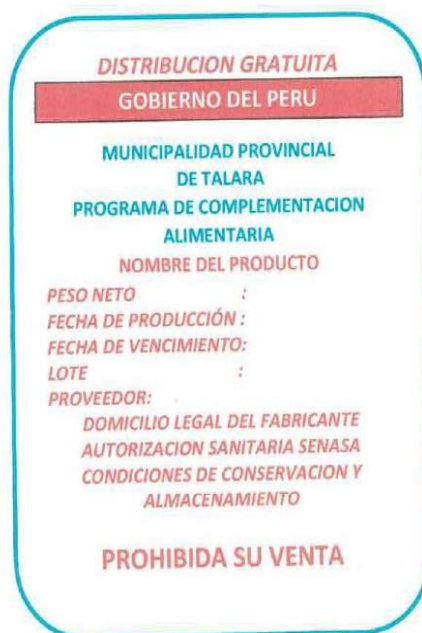 DISTRIBUCION GRATUITA
GOBIERNO DEL PERU
MUNICIPALIDAD PROVINCIAL
DE TALARA
PROGRAMA DE COMPLEMENTACION
ALIMENTARIA
NOMBRE DEL PRODUCTO
PESO NETO :
FECHA DE PRODUCCIÓN :
FECHA DE VENCIMIENTO:
LOTE :
PROVEEDOR:
DOMICILIO LEGAL DEL FABRICANTE
AUTORIZACION SANITARIA SENASA
CONDICIONES DE CONSERVACION Y
ALMACENAMIENTO
PROHIBIDA SU VENTA